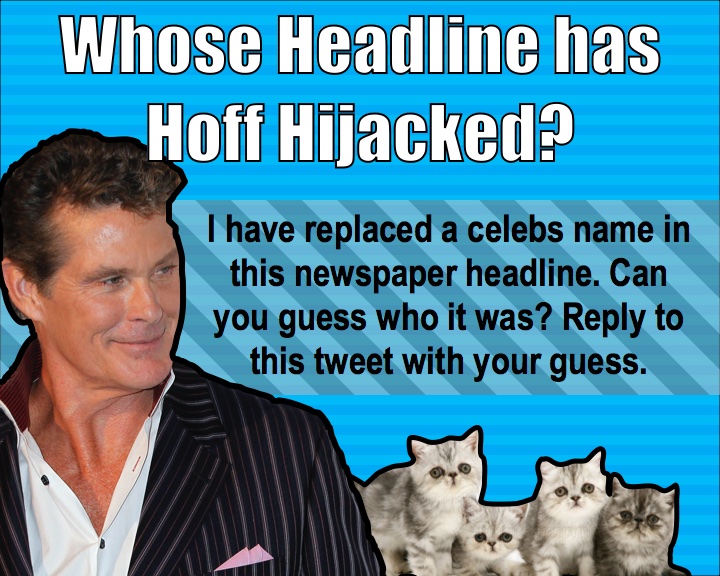 Whose Headline has
Hoff Hijacked?
I have replaced a celebs name in
this newspaper headline. Can
you guess who it was? Reply to
this tweet with your guess.